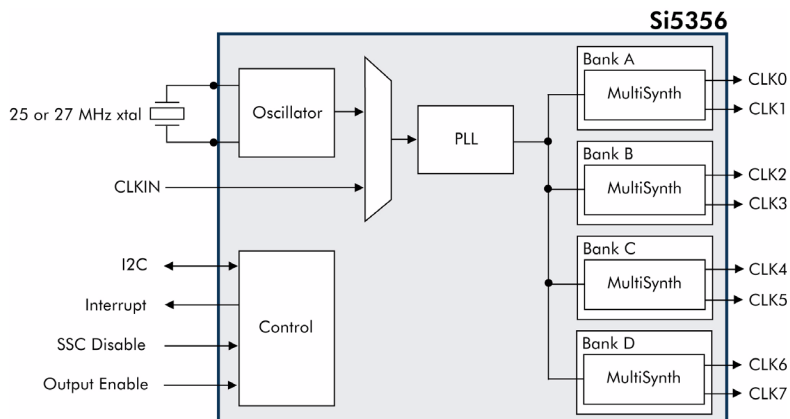 Si5356
Bank A
MultiSynth
CLK0
CLK1
25 or 27 MHz xtal
Oscillator
PLL
CLKIN
Bank B
MultiSynth
CLK2
CLK3
I2C
Interrupt
SSC Disable
Output Enable
Control
Bank C
MultiSynth
CLK4
CLK5
Bank D
MultiSynth
CLK6
CLK7